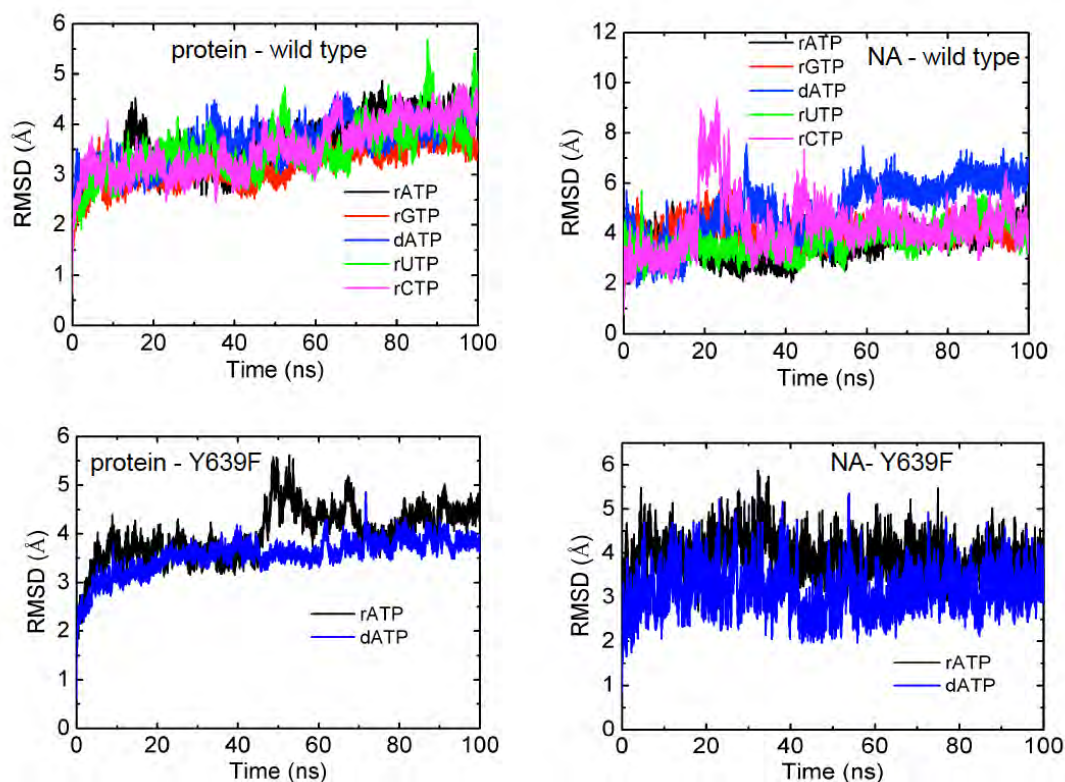 protein - wild type
RMSD (Å)
6
5
4
3
2
1
0
rATP
rGTP
dATP
rUTP
rCTP
0 20 40 60 80 100
Time (ns)
NA - wild type
RMSD (Å)
12
10
8
6
4
2
0
rATP
rGTP
dATP
rUTP
rCTP
0 20 40 60 80 100
Time (ns)
protein - Y639F
RMSD (Å)
6
5
4
3
2
1
0
rATP
dATP
0 20 40 60 80 100
Time (ns)
NA- Y639F
RMSD (Å)
6
5
4
3
2
1
0
rATP
dATP
0 20 40 60 80 100
Time (ns)